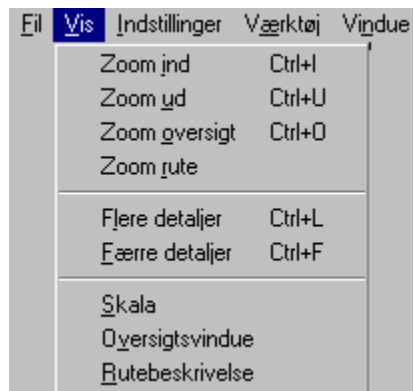 Fil Vis Indstillinger Værktøj Vindue
Zoom ind Ctrl+I
Zoom ud Ctrl+U
Zoom oversigt Ctrl+O
Zoom rute
Flere detaljer Ctrl+L
Færre detaljer Ctrl+F
Skala
Oversigtsvindue
Rutebeskrivelse